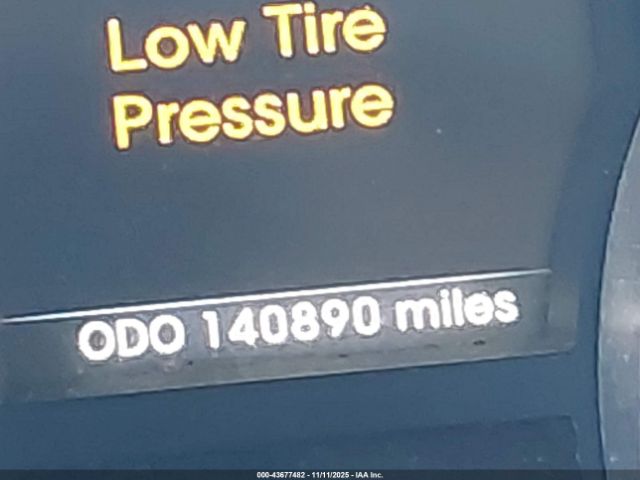 Low Tire
Pressure
ODO 140890 miles
000-43677482 - 11/11/2025 - IAA Inc.